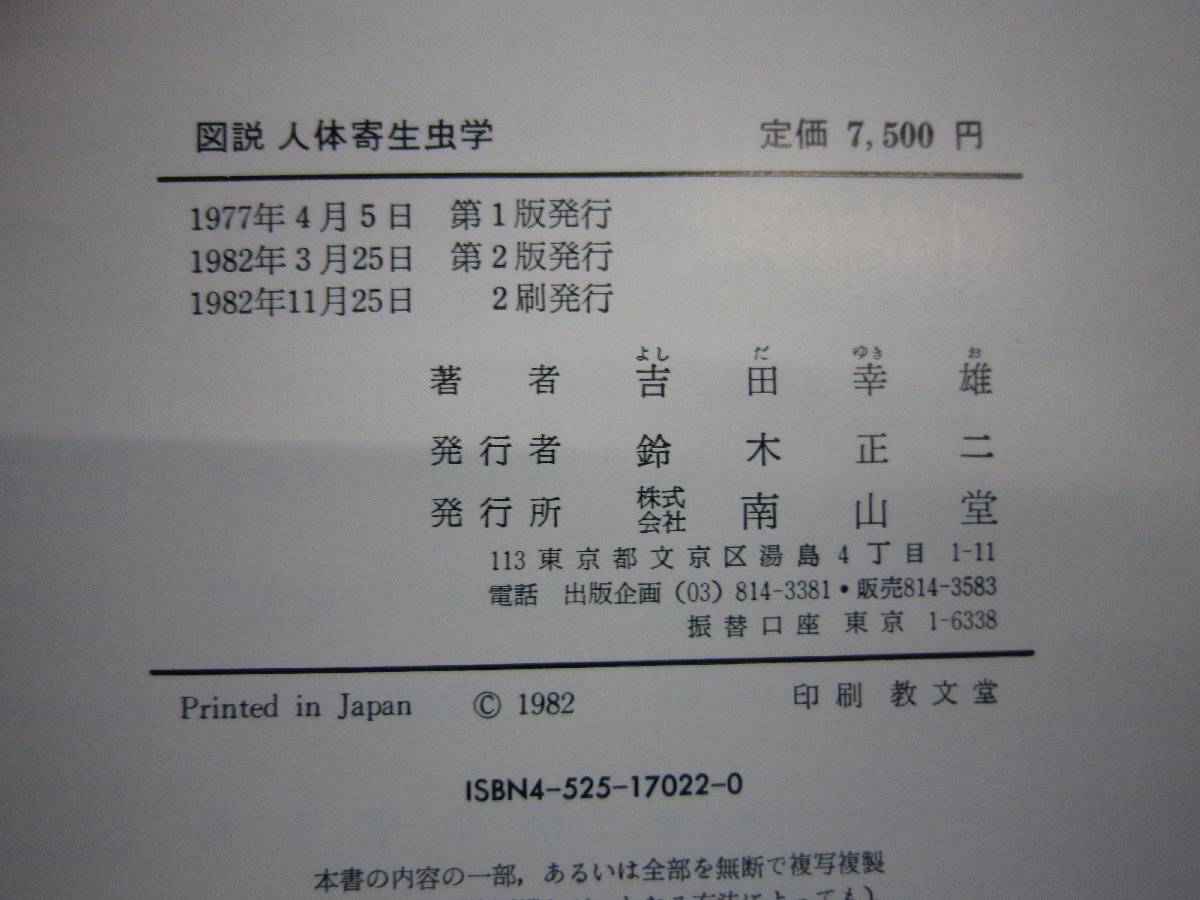 図説 人体寄生虫学 定価 7,500 円
1977年 4 月 5 日 第 1 版発行
1982年 3 月25日 第 2 版発行
1982年11月25日 2 刷発行
よし だ ゆき お
著 者 吉 田 幸 雄
発 行 者 鈴 木 正 二
発 行 所 株式会社 南 山 堂
113 東 京 都 文 京 区 湯 島 4 丁 目 1-11
電話 出版企画 (03) 814-3381・販売814-3583
振 替 口 座 東 京 1-6338
Printed in Japan © 1982 印 刷 教 文 堂
ISBN4-525-17022-0
本書の内容の一部，あるいは全部を無断で複写複製